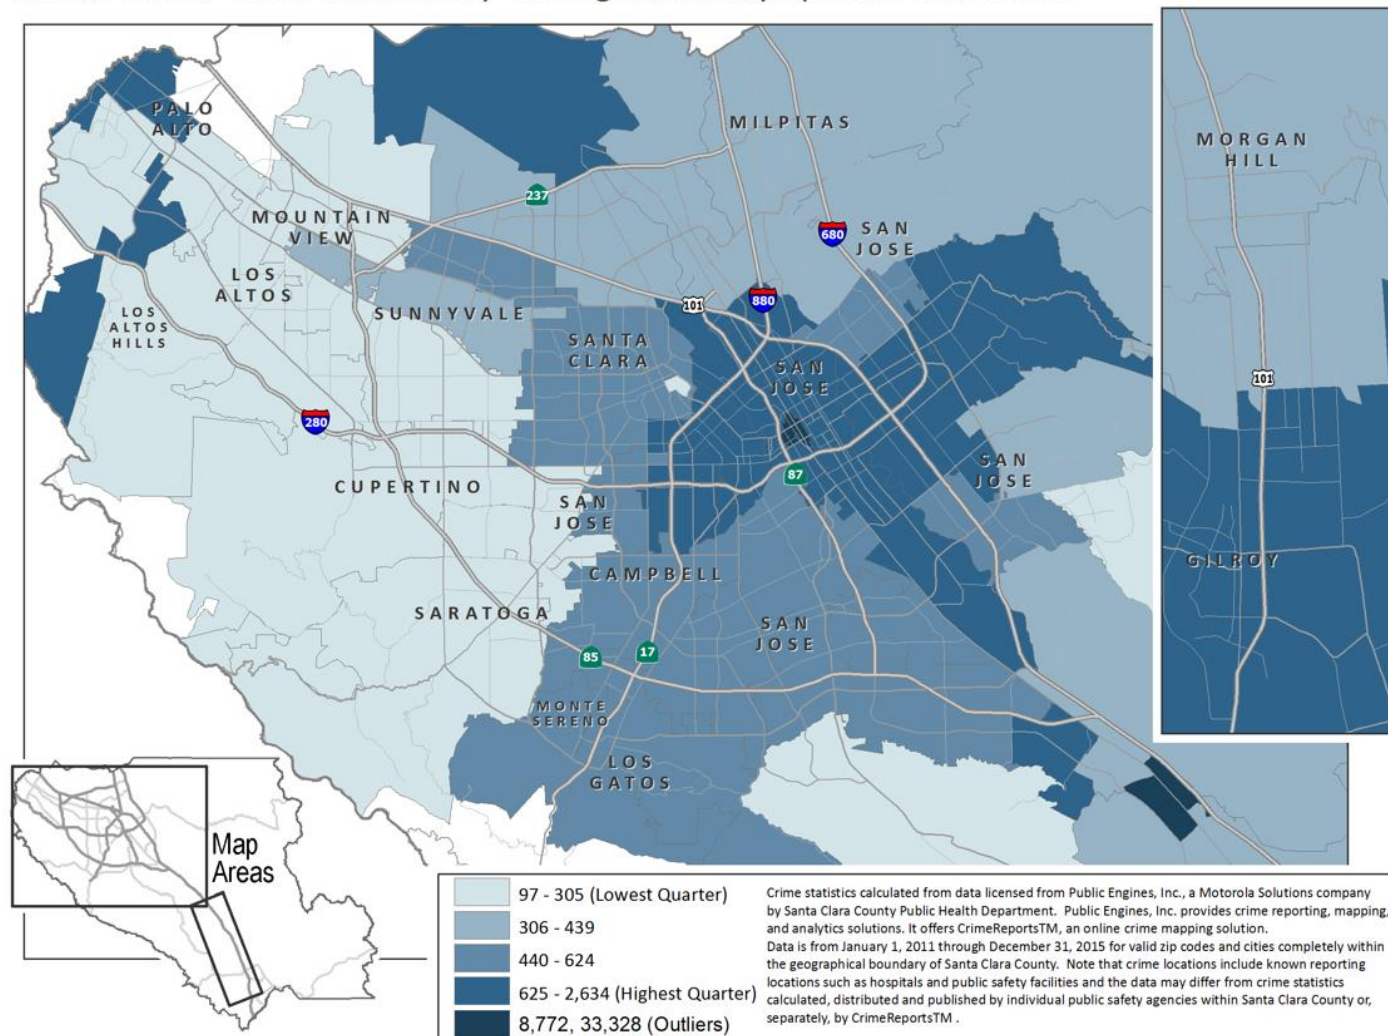 PALO
ALTO
MILPITAS
MORGAN
HILL
237
MOUNTAIN
VIEW
680
SAN
JOSE
LOS
ALTOS
101
880
LOS
ALTOS
HILLS
SUNNYVALE
SANTA
CLARA
SAN
JOSE
101
280
SAN
JOSE
87
CUPERTINO
SAN
JOSE
GILROY
CAMPBELL
SARATOGA
SAN
JOSE
85
17
MONTE
SERENO
LOS
GATOS
Map
Areas
97 - 305 (Lowest Quarter)
306 - 439
440 - 624
625 - 2,634 (Highest Quarter)
8,772, 33,328 (Outliers)
Crime statistics calculated from data licensed from Public Engines, Inc., a Motorola Solutions company
by Santa Clara County Public Health Department. Public Engines, Inc. provides crime reporting, mapping,
and analytics solutions. It offers CrimeReportsTM, an online crime mapping solution.
Data is from January 1, 2011 through December 31, 2015 for valid zip codes and cities completely within
the geographical boundary of Santa Clara County. Note that crime locations include known reporting
locations such as hospitals and public safety facilities and the data may differ from crime statistics
calculated, distributed and published by individual public safety agencies within Santa Clara County or,
separately, by CrimeReportsTM .